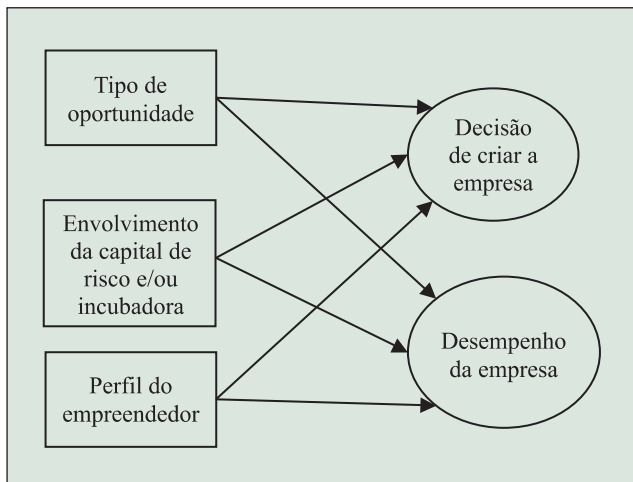 Tipo de
oportunidade
Envolvimento
da capital de
risco e/ou
incubadora
Perfil do
empreendedor
Decisão
de criar a
empresa
Desempenho
da empresa